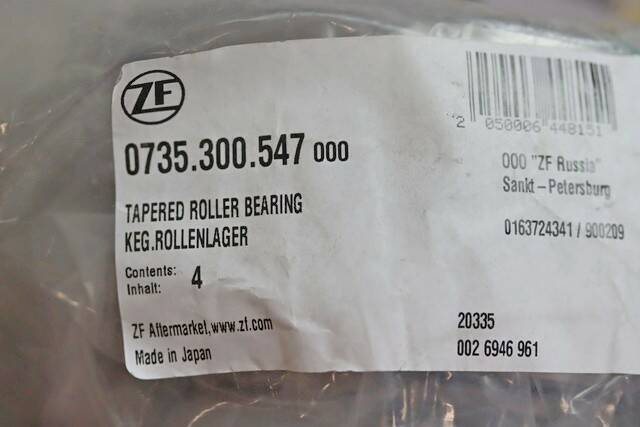 ZF
0735.300.547 000
TAPERED ROLLER BEARING
KEG.ROLLENLAGER
Contents:
Inhalt: 4
ZF Aftermarket,www.zf.com
Made in Japan
2 050006 448151
000 "ZF Russia"
Sankt-Petersburg
0163724341 / 900209
20335
002 6946 961